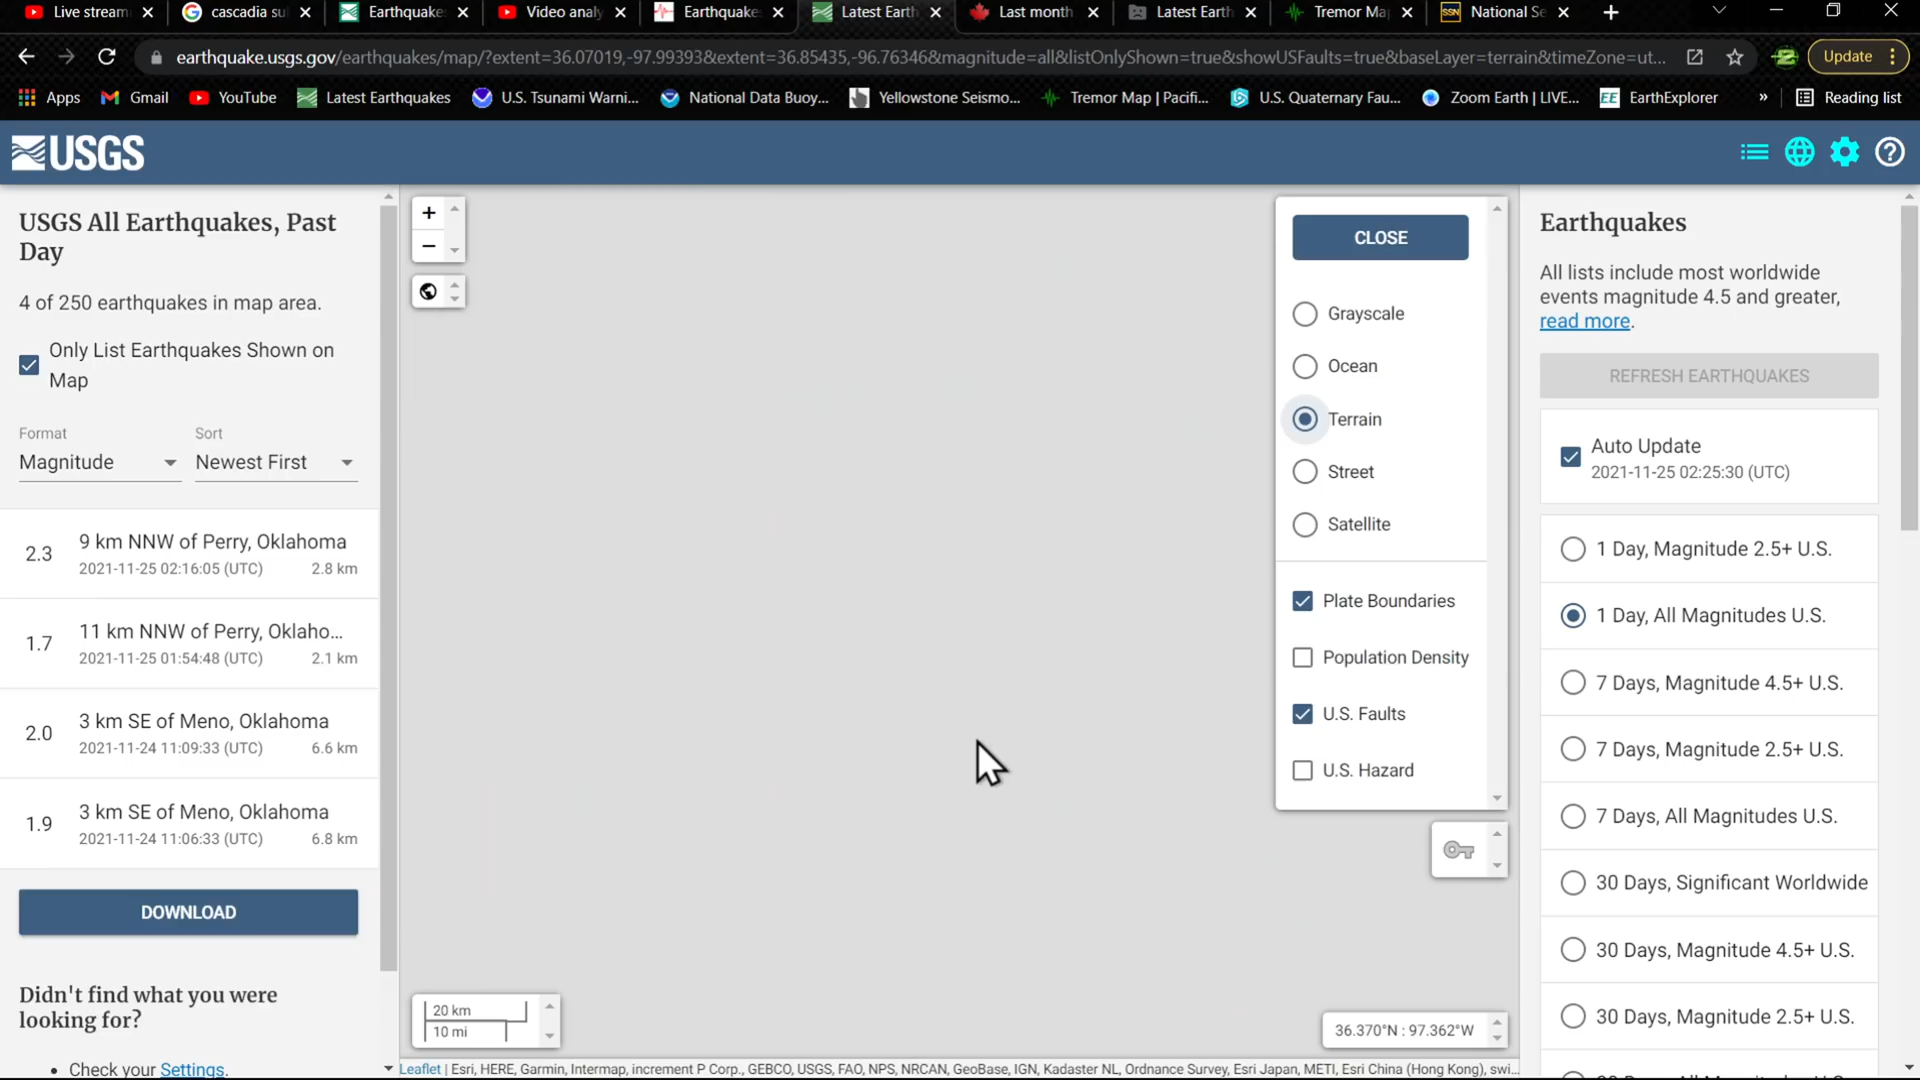 Live stream
cascadia su
Earthquake
Video analy
Earthquake
Latest Earth
Last month
Latest Earth
Tremor Ma
SSN National Se
earthquake.usgs.gov/earthquakes/map/?extent=36.07019,-97.99393&extent=36.85435,-96.76346&magnitude=all&listOnlyShown=true&showUSFaults=true&baseLayer=terrain&timeZone=ut...
Update
Apps
Gmail
YouTube
Latest Earthquakes
U.S. Tsunami Warni...
National Data Buoy...
Yellowstone Seismo...
Tremor Map | Pacifi...
U.S. Quaternary Fau...
Zoom Earth | LIVE...
EE EarthExplorer
»
Reading list
USGS
USGS All Earthquakes, Past
Day
4 of 250 earthquakes in map area.
Only List Earthquakes Shown on
Map
Format
Sort
Magnitude
Newest First
2.3
9 km NNW of Perry, Oklahoma
2021-11-25 02:16:05 (UTC)
2.8 km
1.7
11 km NNW of Perry, Oklaho...
2021-11-25 01:54:48 (UTC)
2.1 km
2.0
3 km SE of Meno, Oklahoma
2021-11-24 11:09:33 (UTC)
6.6 km
1.9
3 km SE of Meno, Oklahoma
2021-11-24 11:06:33 (UTC)
6.8 km
DOWNLOAD
Didn't find what you were
looking for?
• Check your Settings.
+
−
20 km
10 mi
CLOSE
Grayscale
Ocean
Terrain
Street
Satellite
Plate Boundaries
Population Density
U.S. Faults
U.S. Hazard
36.370°N : 97.362°W
Leaflet | Esri, HERE, Garmin, Intermap, increment P Corp., GEBCO, USGS, FAO, NPS, NRCAN, GeoBase, IGN, Kadaster NL, Ordnance Survey, Esri Japan, METI, Esri China (Hong Kong), swi...
Earthquakes
All lists include most worldwide
events magnitude 4.5 and greater,
read more.
REFRESH EARTHQUAKES
Auto Update
2021-11-25 02:25:30 (UTC)
1 Day, Magnitude 2.5+ U.S.
1 Day, All Magnitudes U.S.
7 Days, Magnitude 4.5+ U.S.
7 Days, Magnitude 2.5+ U.S.
7 Days, All Magnitudes U.S.
30 Days, Significant Worldwide
30 Days, Magnitude 4.5+ U.S.
30 Days, Magnitude 2.5+ U.S.